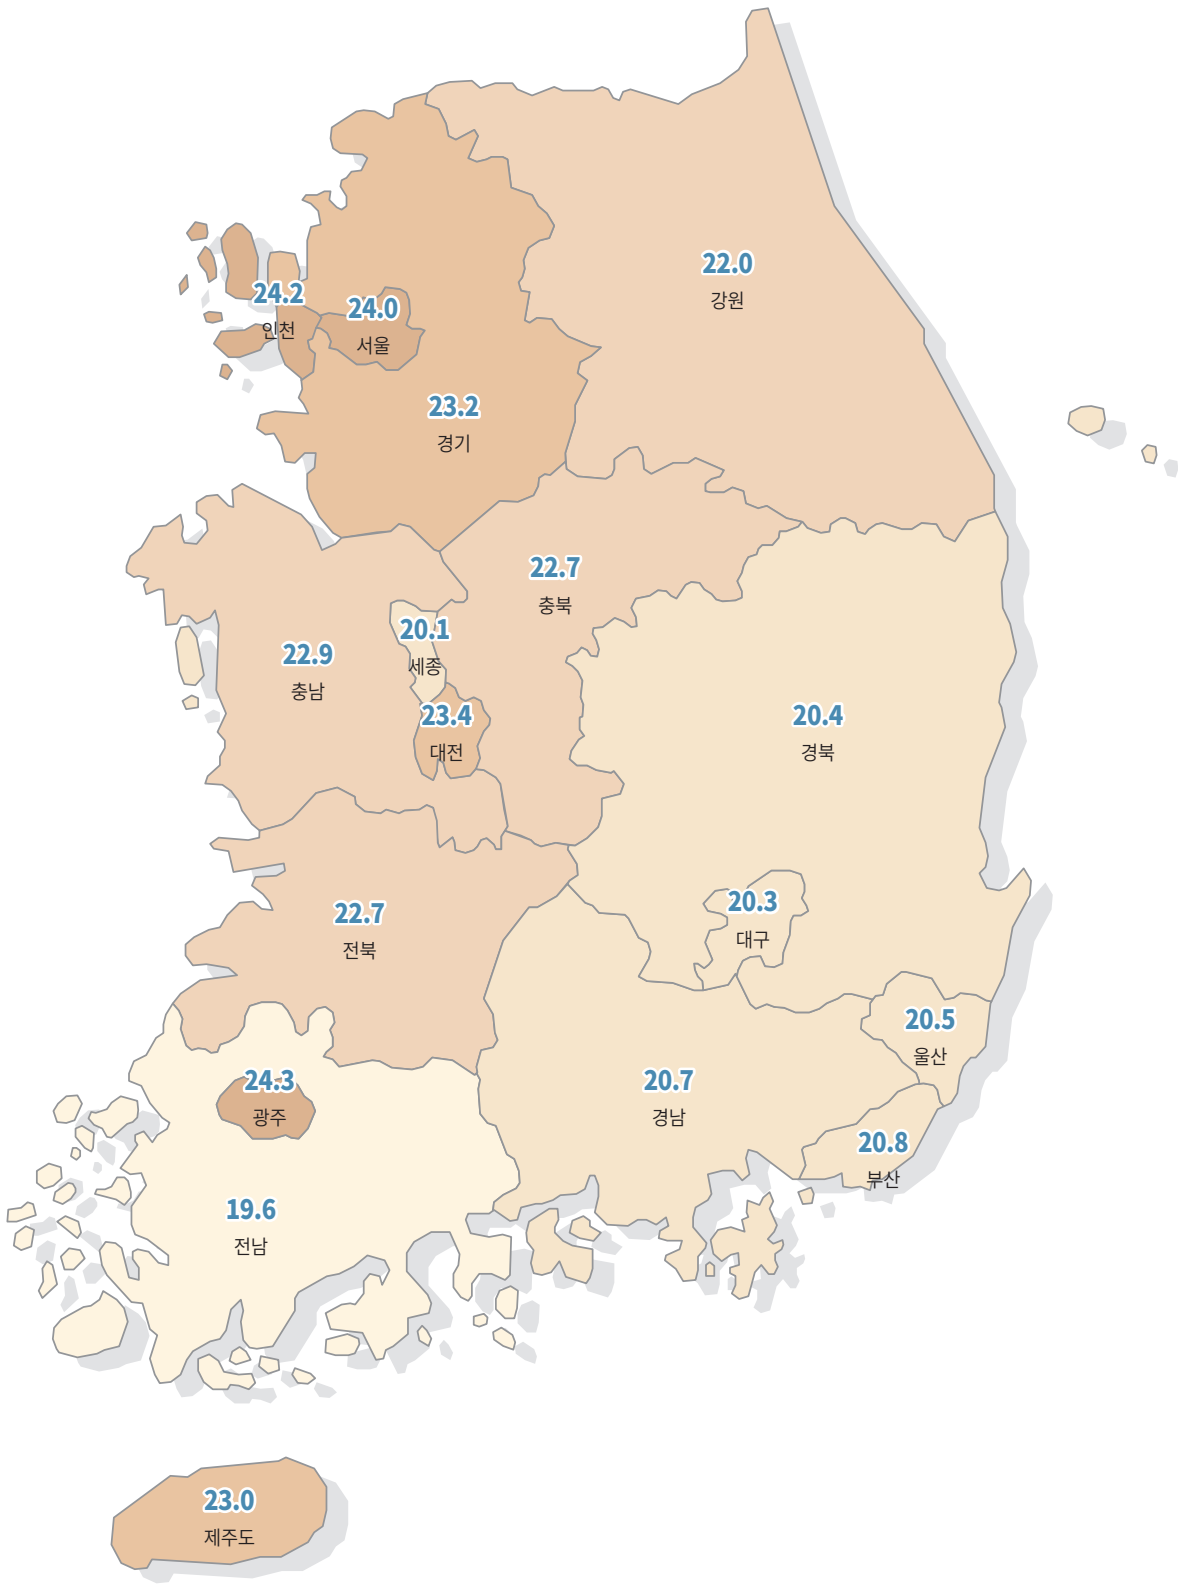 22.0
강원
24.2
인천
24.0
서울
23.2
경기
22.7
충북
20.1
세종
22.9
충남
23.4
대전
20.4
경북
20.3
대구
22.7
전북
20.5
울산
24.3
광주
20.7
경남
20.8
부산
19.6
전남
23.0
제주도